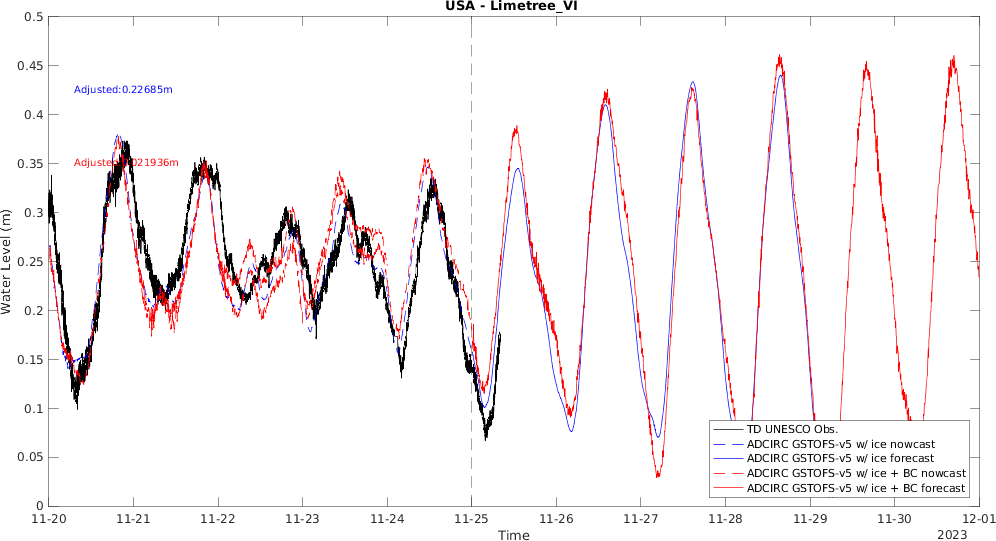 USA - Limetree_VI
0.5
0.45
0.4
0.35
0.3
0.25
0.2
0.15
0.1
0.05
0
Water Level (m)
Adjusted:0.22685m
Adjusted: 021936m
TD UNESCO Obs.
ADCIRC GSTOFS-v5 w/ ice nowcast
ADCIRC GSTOFS-v5 w/ ice forecast
ADCIRC GSTOFS-v5 w/ ice + BC nowcast
ADCIRC GSTOFS-v5 w/ ice + BC forecast
11-20 11-21 11-22 11-23 11-24 11-25 11-26 11-27 11-28 11-29 11-30 12-01
Time
2023